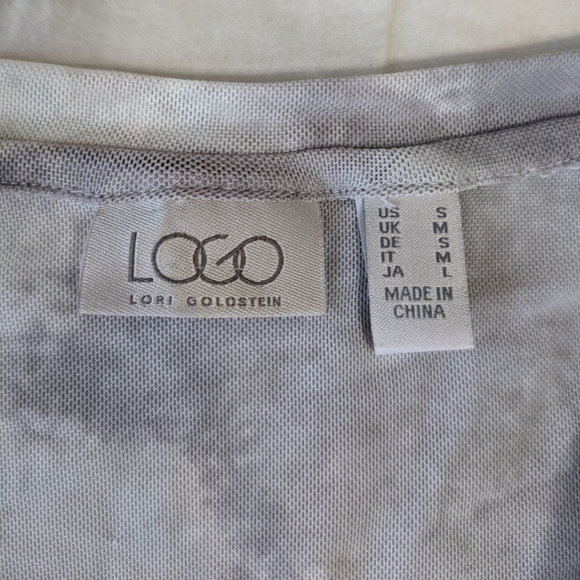 LOGO
LORI GOLDSTEIN
US S
UK M
DE S
IT M
JA L
MADE IN
CHINA